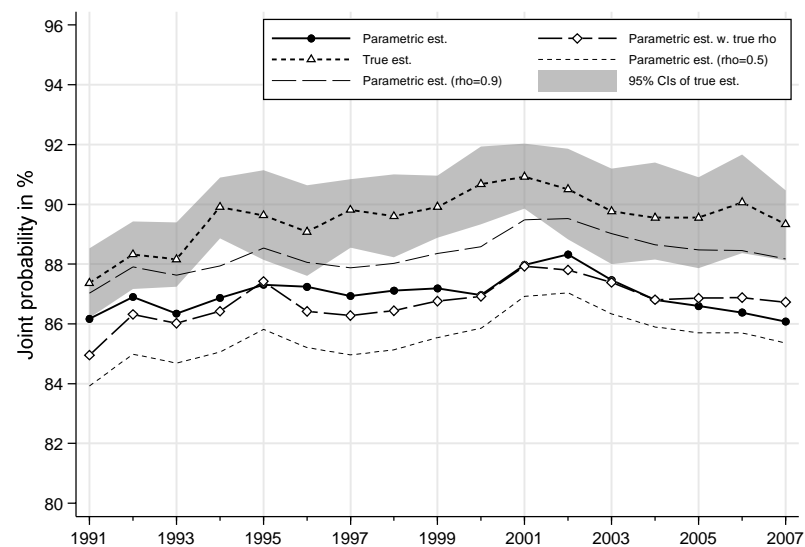 96
94
92
90
88
86
84
82
80
Joint probability in %
Parametric est.
Parametric est. w. true rho
True est.
Parametric est. (rho=0.5)
Parametric est. (rho=0.9)
95% CIs of true est.
1991 1993 1995 1997 1999 2001 2003 2005 2007